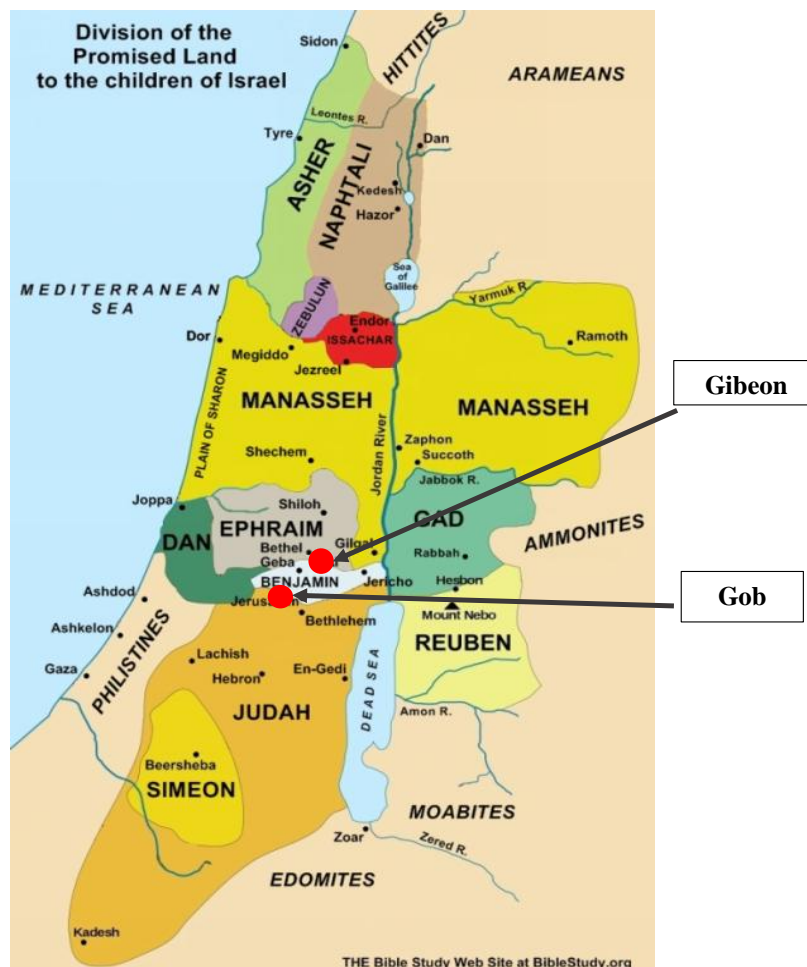 Division of the
Promised Land
to the children of Israel
Sidon
HITTITES
ARAMEANS
Leontes R.
Tyre
Dan
ASHER
NAPHTALI
Kedesh
Hazor
MEDITERRANEAN
SEA
Sea
of
Galilee
ZEBULUN
Yarmuk R.
Endor
ISSACHAR
Dor
Megiddo
Ramoth
Jezreel
Gibeon
PLAIN OF SHARON
MANASSEH
MANASSEH
Jordan River
Zaphon
Succoth
Shechem
Jabbok R.
Joppa
Shiloh
GAD
DAN
EPHRAIM
AMMONITES
Bethel
Gilgal
Rabbah
Geba
BENJAMIN
Jericho
Hesbon
Gob
Ashdod
Mount Nebo
Bethlehem
Ashkelon
REUBEN
PHILISTINES
Lachish
Gaza
En-Gedi
Hebron
DEAD SEA
JUDAH
Arnon R.
Beersheba
SIMEON
MOABITES
Zoar
Zered R.
EDOMITES
Kadesh
THE Bible Study Web Site at BibleStudy.org